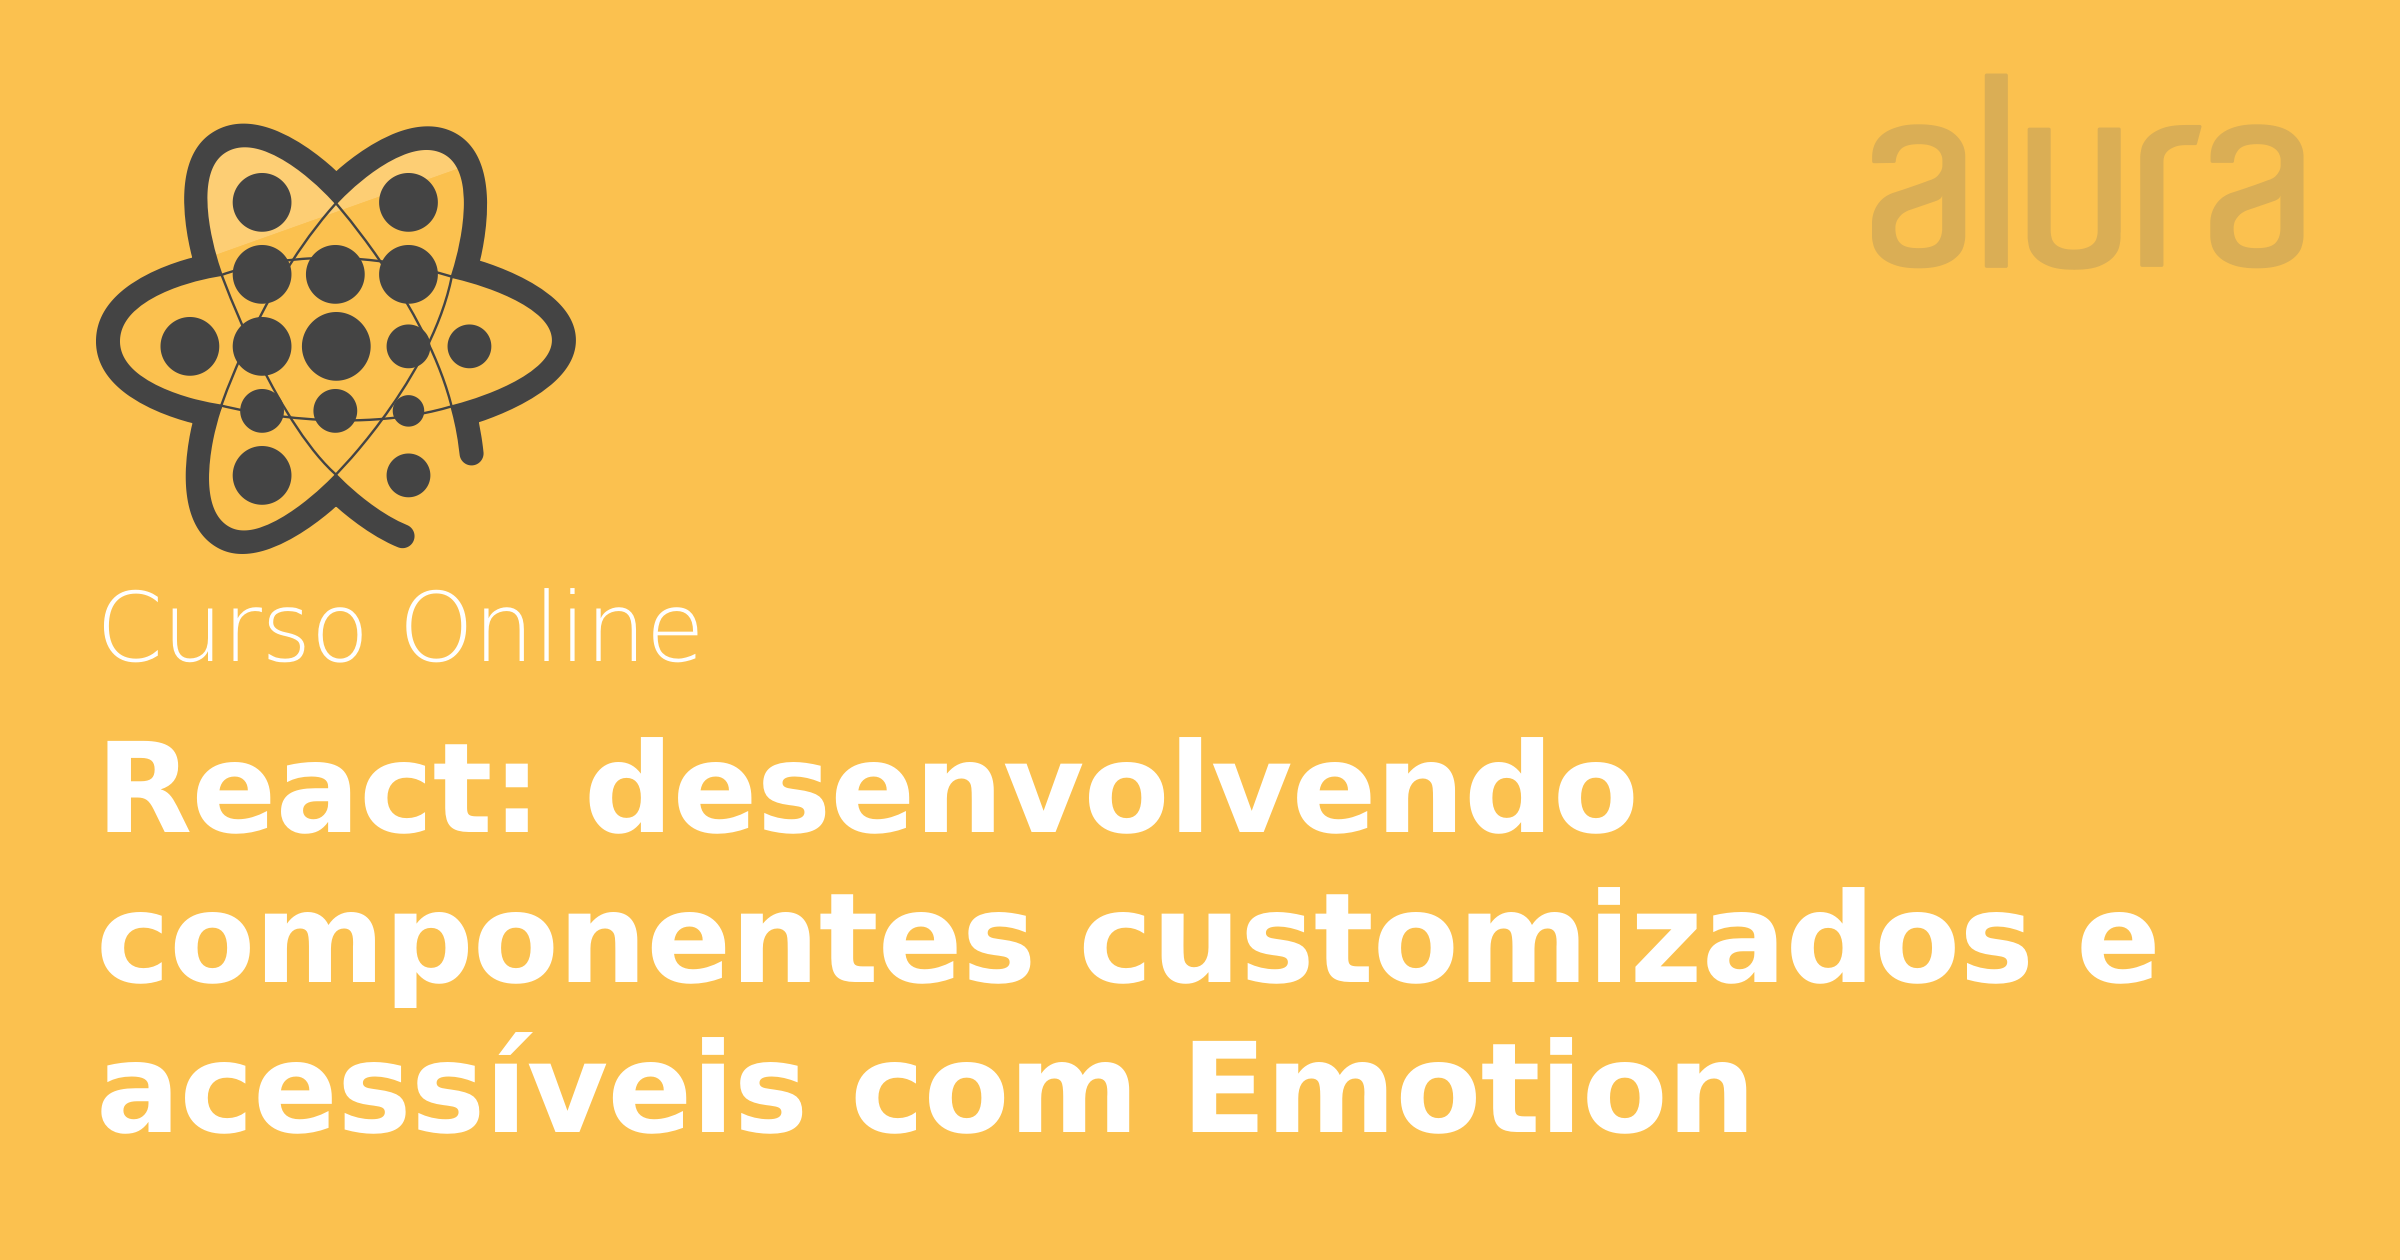 alura
Curso Online
React: desenvolvendo
componentes customizados e
acessíveis com Emotion